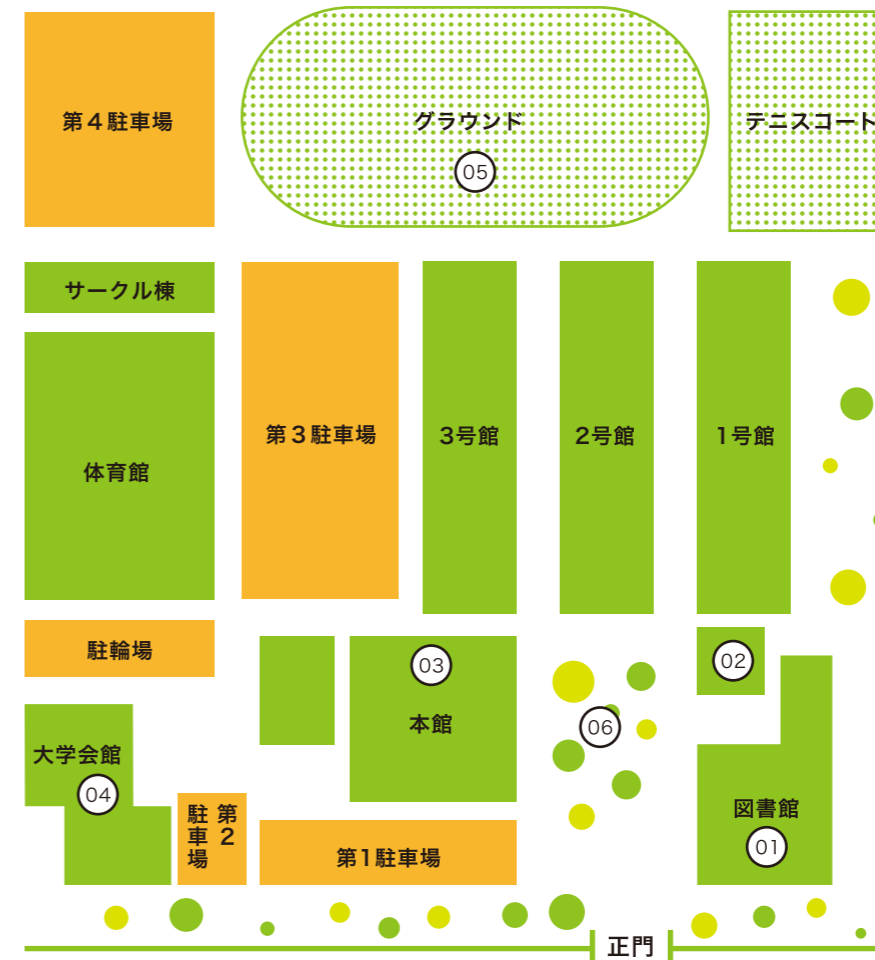 第４駐車場
グラウンド
05
テニスコート
サークル棟
体育館
第３駐車場
3号館
2号館
1号館
駐輪場
03
本館
02
06
大学会館
04
第2
駐車場
第1駐車場
図書館
01
正門